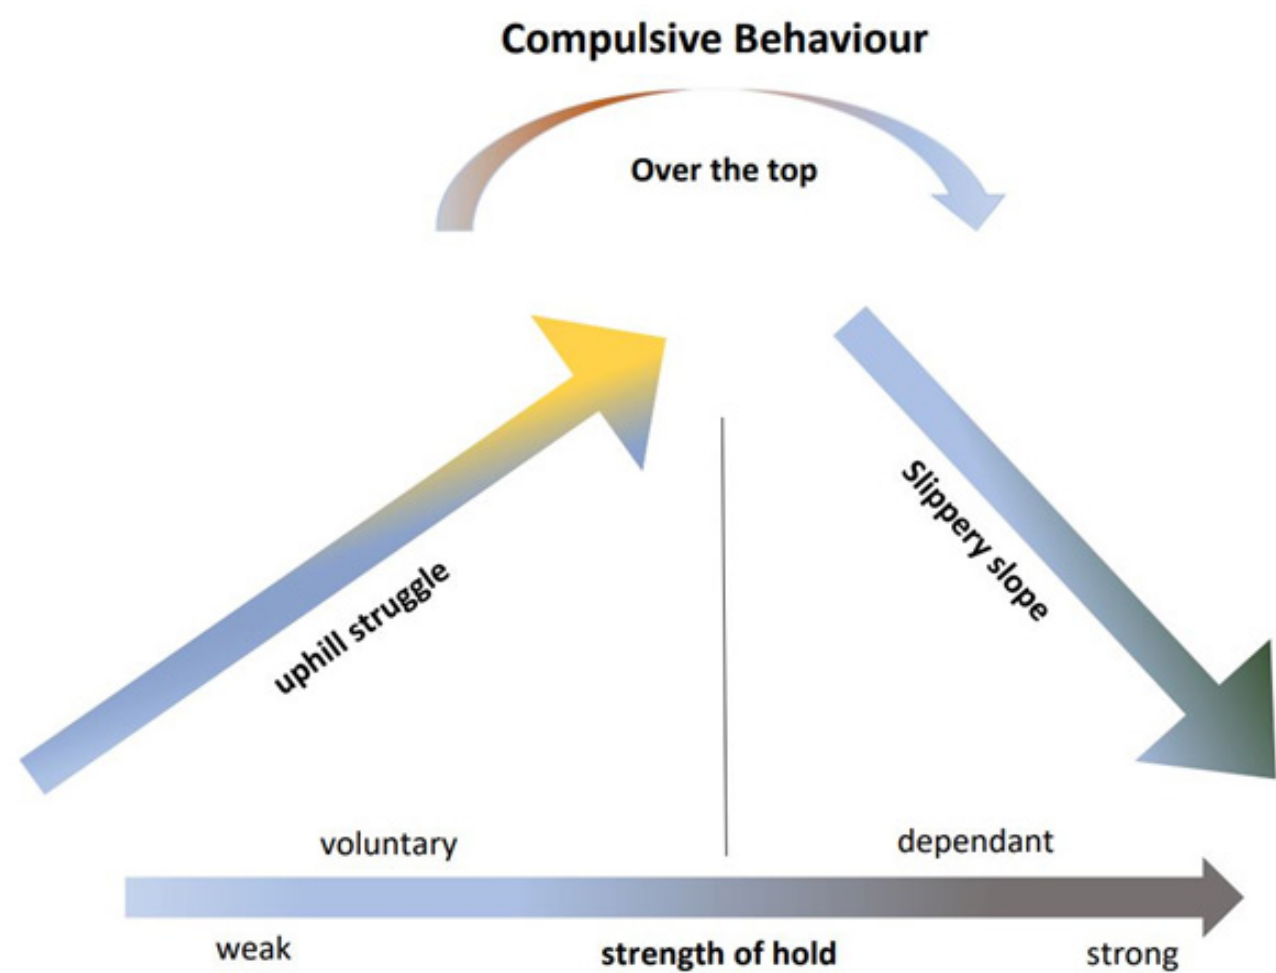 Compulsive Behaviour
Over the top
uphill struggle
Slippery slope
voluntary
dependant
weak
strength of hold
strong